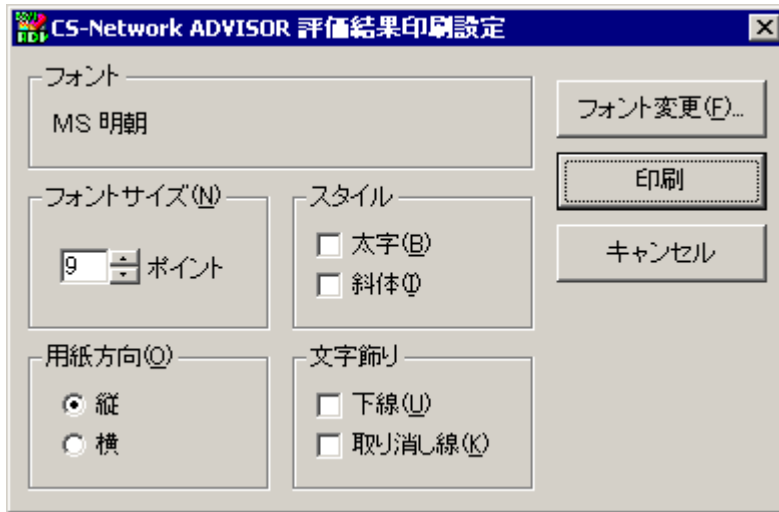 CS-Network ADVISOR 評価結果印刷設定
フォント
MS 明朝
フォント変更(F)...
印刷
キャンセル
フォントサイズ(N)
9 ポイント
スタイル
太字(B)
斜体(I)
用紙方向(O)
縦
横
文字飾り
下線(U)
取り消し線(K)